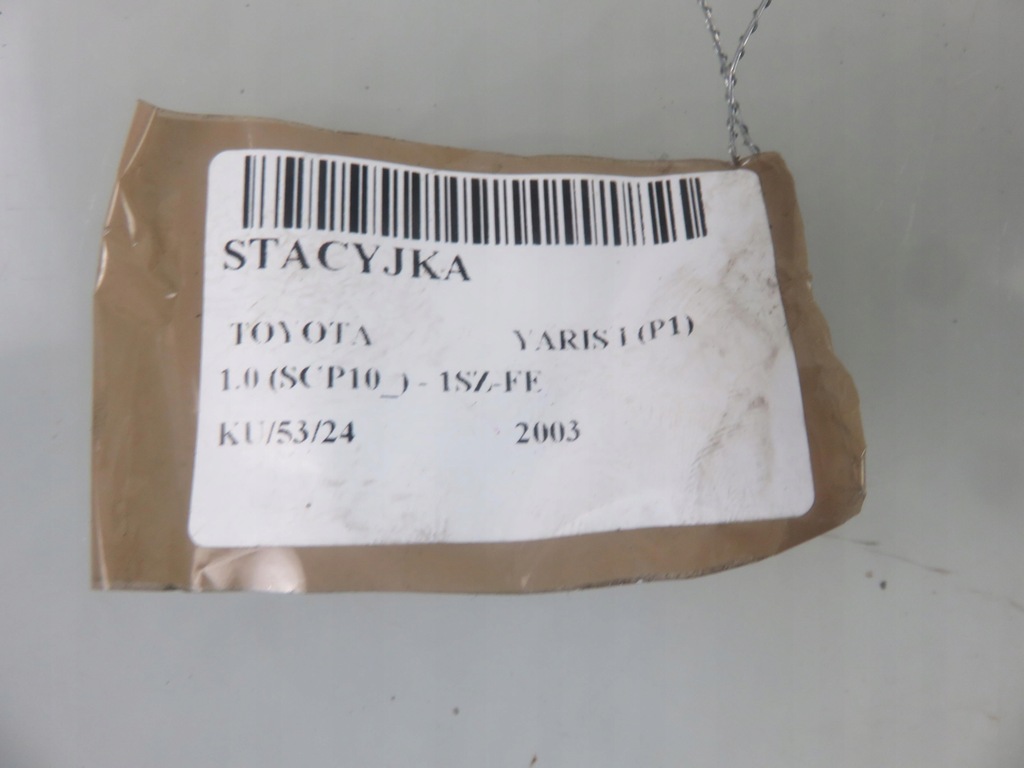 STACYJKA
TOYOTA YARIS I (P1)
1.0 (SCP10_) - 1SZ-FE
KU/53/24 2003